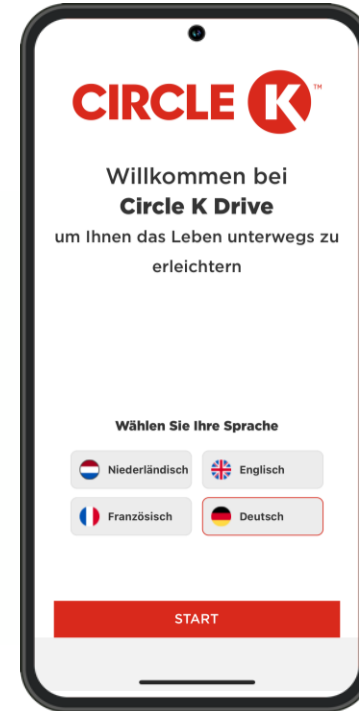 CIRCLE K™
Willkommen bei
Circle K Drive
um Ihnen das Leben unterwegs zu
erleichtern
Wählen Sie Ihre Sprache
Niederländisch
Englisch
Französisch
Deutsch
START